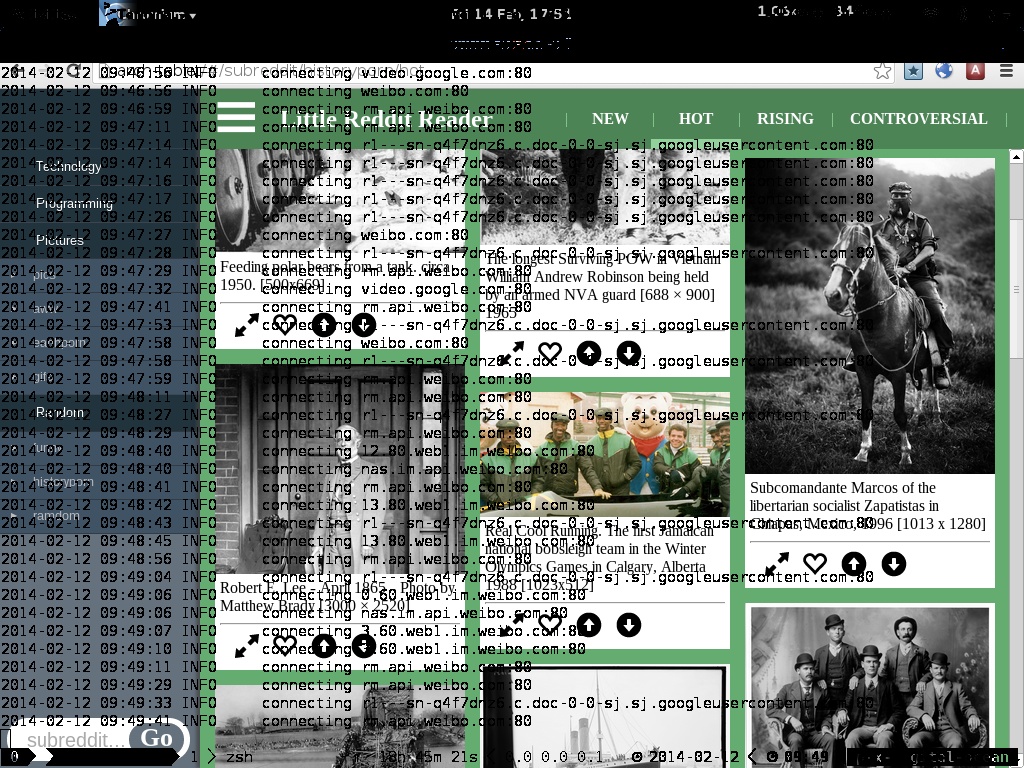 Fri 14 Feb, 17:51
/subreddit/historyporn/hot
Little Reddit Reader
NEW
HOT
RISING
CONTROVERSIAL
2014-02-12 09:46:56 INFO connecting video.google.com:80
2014-02-12 09:46:56 INFO connecting weibo.com:80
2014-02-12 09:46:59 INFO connecting rm.api.weibo.com:80
2014-02-12 09:47:11 INFO connecting rm.api.weibo.com:80
2014-02-12 09:47:14 INFO connecting r1---sn-q4f7dnz6.c.doc-0-0-sj.sj.googleusercontent.com:80
2014-02-12 09:47:14 INFO connecting r1---sn-q4f7dnz6.c.doc-0-0-sj.sj.googleusercontent.com:80
2014-02-12 09:47:16 INFO connecting r1---sn-q4f7dnz6.c.doc-0-0-sj.sj.googleusercontent.com:80
2014-02-12 09:47:17 INFO connecting r1---sn-q4f7dnz6.c.doc-0-0-sj.sj.googleusercontent.com:80
2014-02-12 09:47:26 INFO connecting r1---sn-q4f7dnz6.c.doc-0-0-sj.sj.googleusercontent.com:80
2014-02-12 09:47:27 INFO connecting weibo.com:80
2014-02-12 09:47:28 INFO connecting r1---sn-q4f7dnz6.c.doc-0-0-sj.sj.googleusercontent.com:80
2014-02-12 09:47:29 INFO connecting rm.api.weibo.com:80
2014-02-12 09:47:32 INFO connecting video.google.com:80
2014-02-12 09:47:41 INFO connecting rm.api.weibo.com:80
2014-02-12 09:47:53 INFO connecting r1---sn-q4f7dnz6.c.doc-0-0-sj.sj.googleusercontent.com:80
2014-02-12 09:47:58 INFO connecting weibo.com:80
2014-02-12 09:47:58 INFO connecting r1---sn-q4f7dnz6.c.doc-0-0-sj.sj.googleusercontent.com:80
2014-02-12 09:47:59 INFO connecting rm.api.weibo.com:80
2014-02-12 09:48:11 INFO connecting rm.api.weibo.com:80
2014-02-12 09:48:27 INFO connecting r1---sn-q4f7dnz6.c.doc-0-0-sj.sj.googleusercontent.com:80
2014-02-12 09:48:29 INFO connecting rm.api.weibo.com:80
2014-02-12 09:48:40 INFO connecting 12.80.web1.im.weibo.com:80
2014-02-12 09:48:40 INFO connecting nas.im.api.weibo.com:80
2014-02-12 09:48:41 INFO connecting rm.api.weibo.com:80
2014-02-12 09:48:42 INFO connecting 13.80.web1.im.weibo.com:80
2014-02-12 09:48:43 INFO connecting r1---sn-q4f7dnz6.c.doc-0-0-sj.sj.googleusercontent.com:80
2014-02-12 09:48:45 INFO connecting 13.80.web1.im.weibo.com:80
2014-02-12 09:48:56 INFO connecting rm.api.weibo.com:80
2014-02-12 09:49:04 INFO connecting r1---sn-q4f7dnz6.c.doc-0-0-sj.sj.googleusercontent.com:80
2014-02-12 09:49:06 INFO connecting 0.60.web1.im.weibo.com:80
2014-02-12 09:49:06 INFO connecting nas.im.api.weibo.com:80
2014-02-12 09:49:07 INFO connecting 3.60.web1.im.weibo.com:80
2014-02-12 09:49:10 INFO connecting 3.60.web1.im.weibo.com:80
2014-02-12 09:49:11 INFO connecting rm.api.weibo.com:80
2014-02-12 09:49:29 INFO connecting rm.api.weibo.com:80
2014-02-12 09:49:33 INFO connecting r1---sn-q4f7dnz6.c.doc-0-0-sj.sj.googleusercontent.com:80
2014-02-12 09:49:41 INFO connecting rm.api.weibo.com:80
Technology
Programming
Pictures
pics
aww
earthporn
gifs
Random
funny
historyporn
random
subreddit...
Go
Feeding polar bears from a tank, circa
1950. [500x669]
Robert E. Lee - April 1865. Photo by
Matthew Brady [3000 × 2520]
The longest Surviving POW in Vietnam
William Andrew Robinson being held
by an armed NVA guard [688 × 900]
1965
Real Cool Running. The first Jamaican
national bobsleigh team in the Winter
Olympics Games in Calgary, Alberta
1988 [1023x512]
Subcomandante Marcos of the
libertarian socialist Zapatistas in
Chiapas, Mexico, 1996 [1013 x 1280]
0
1
zsh
2014-02-12
09:49